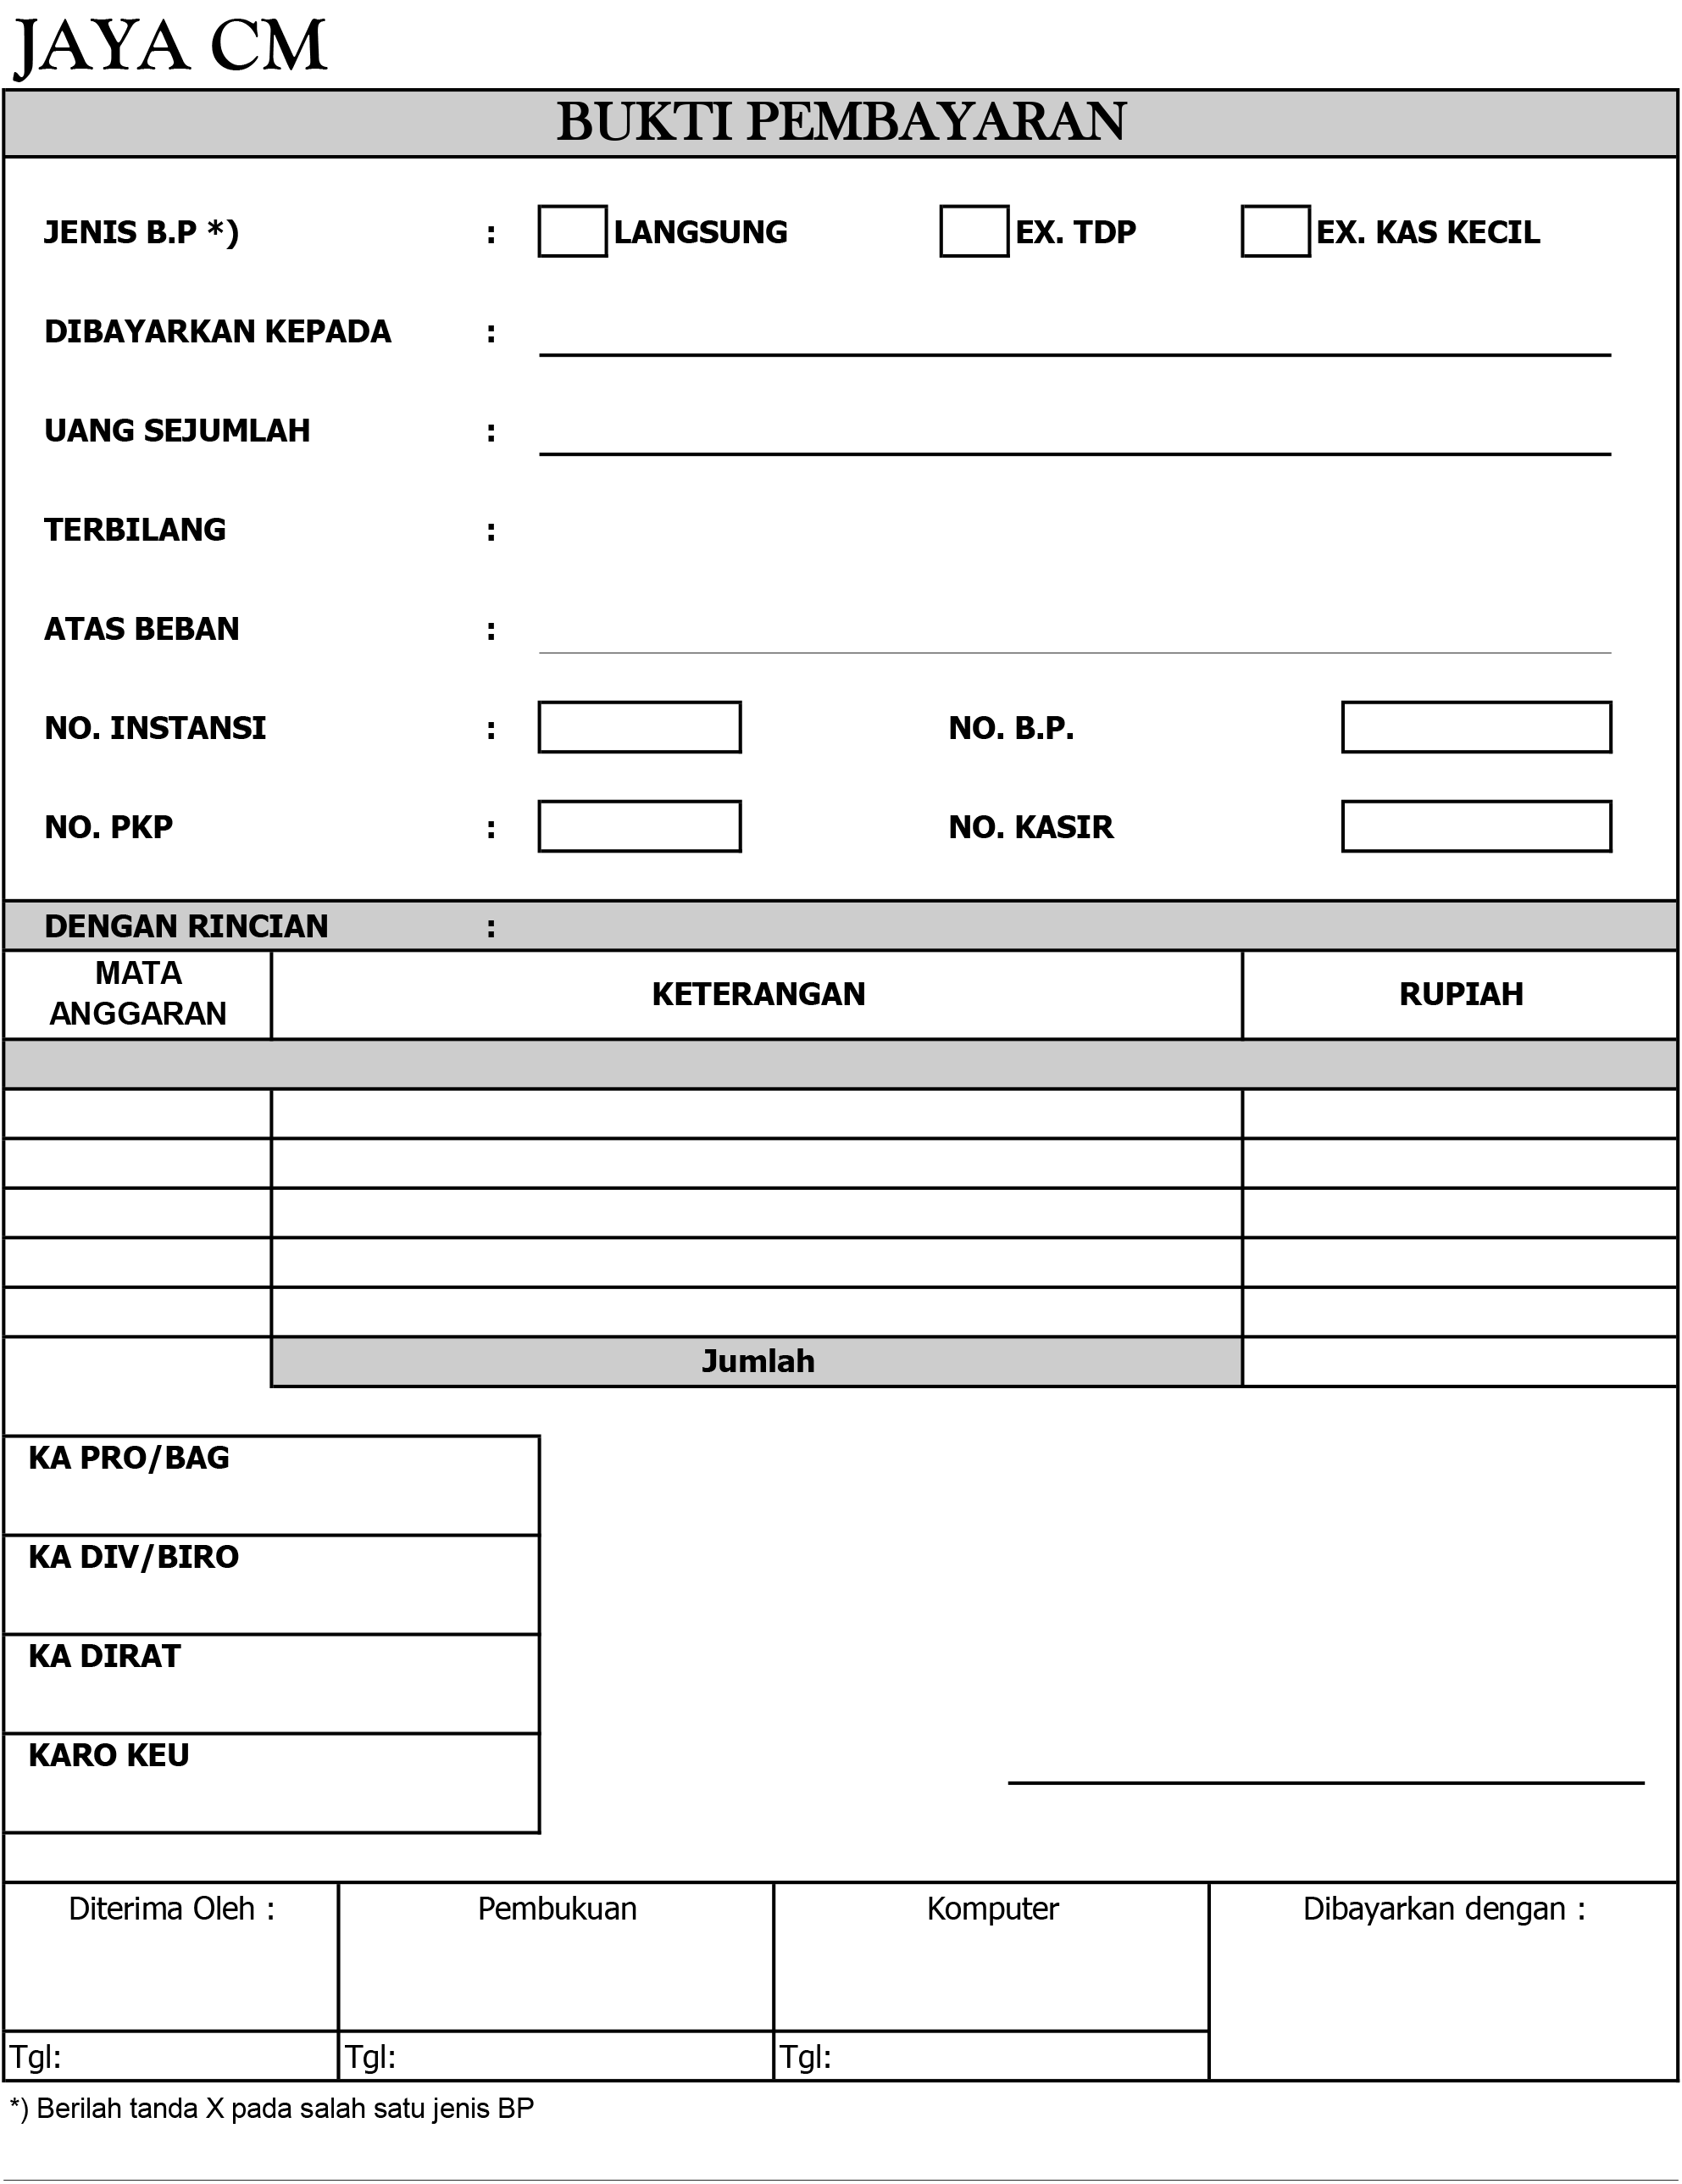 JAYA CM
BUKTI PEMBAYARAN
JENIS B.P *) : LANGSUNG EX. TDP EX. KAS KECIL
DIBAYARKAN KEPADA :
UANG SEJUMLAH :
TERBILANG :
ATAS BEBAN :
NO. INSTANSI : NO. B.P.
NO. PKP : NO. KASIR
DENGAN RINCIAN :
MATA
ANGGARAN
KETERANGAN
RUPIAH
Jumlah
KA PRO/BAG
KA DIV/BIRO
KA DIRAT
KARO KEU
Diterima Oleh : Pembukuan Komputer Dibayarkan dengan :
Tgl: Tgl: Tgl:
*) Berilah tanda X pada salah satu jenis BP